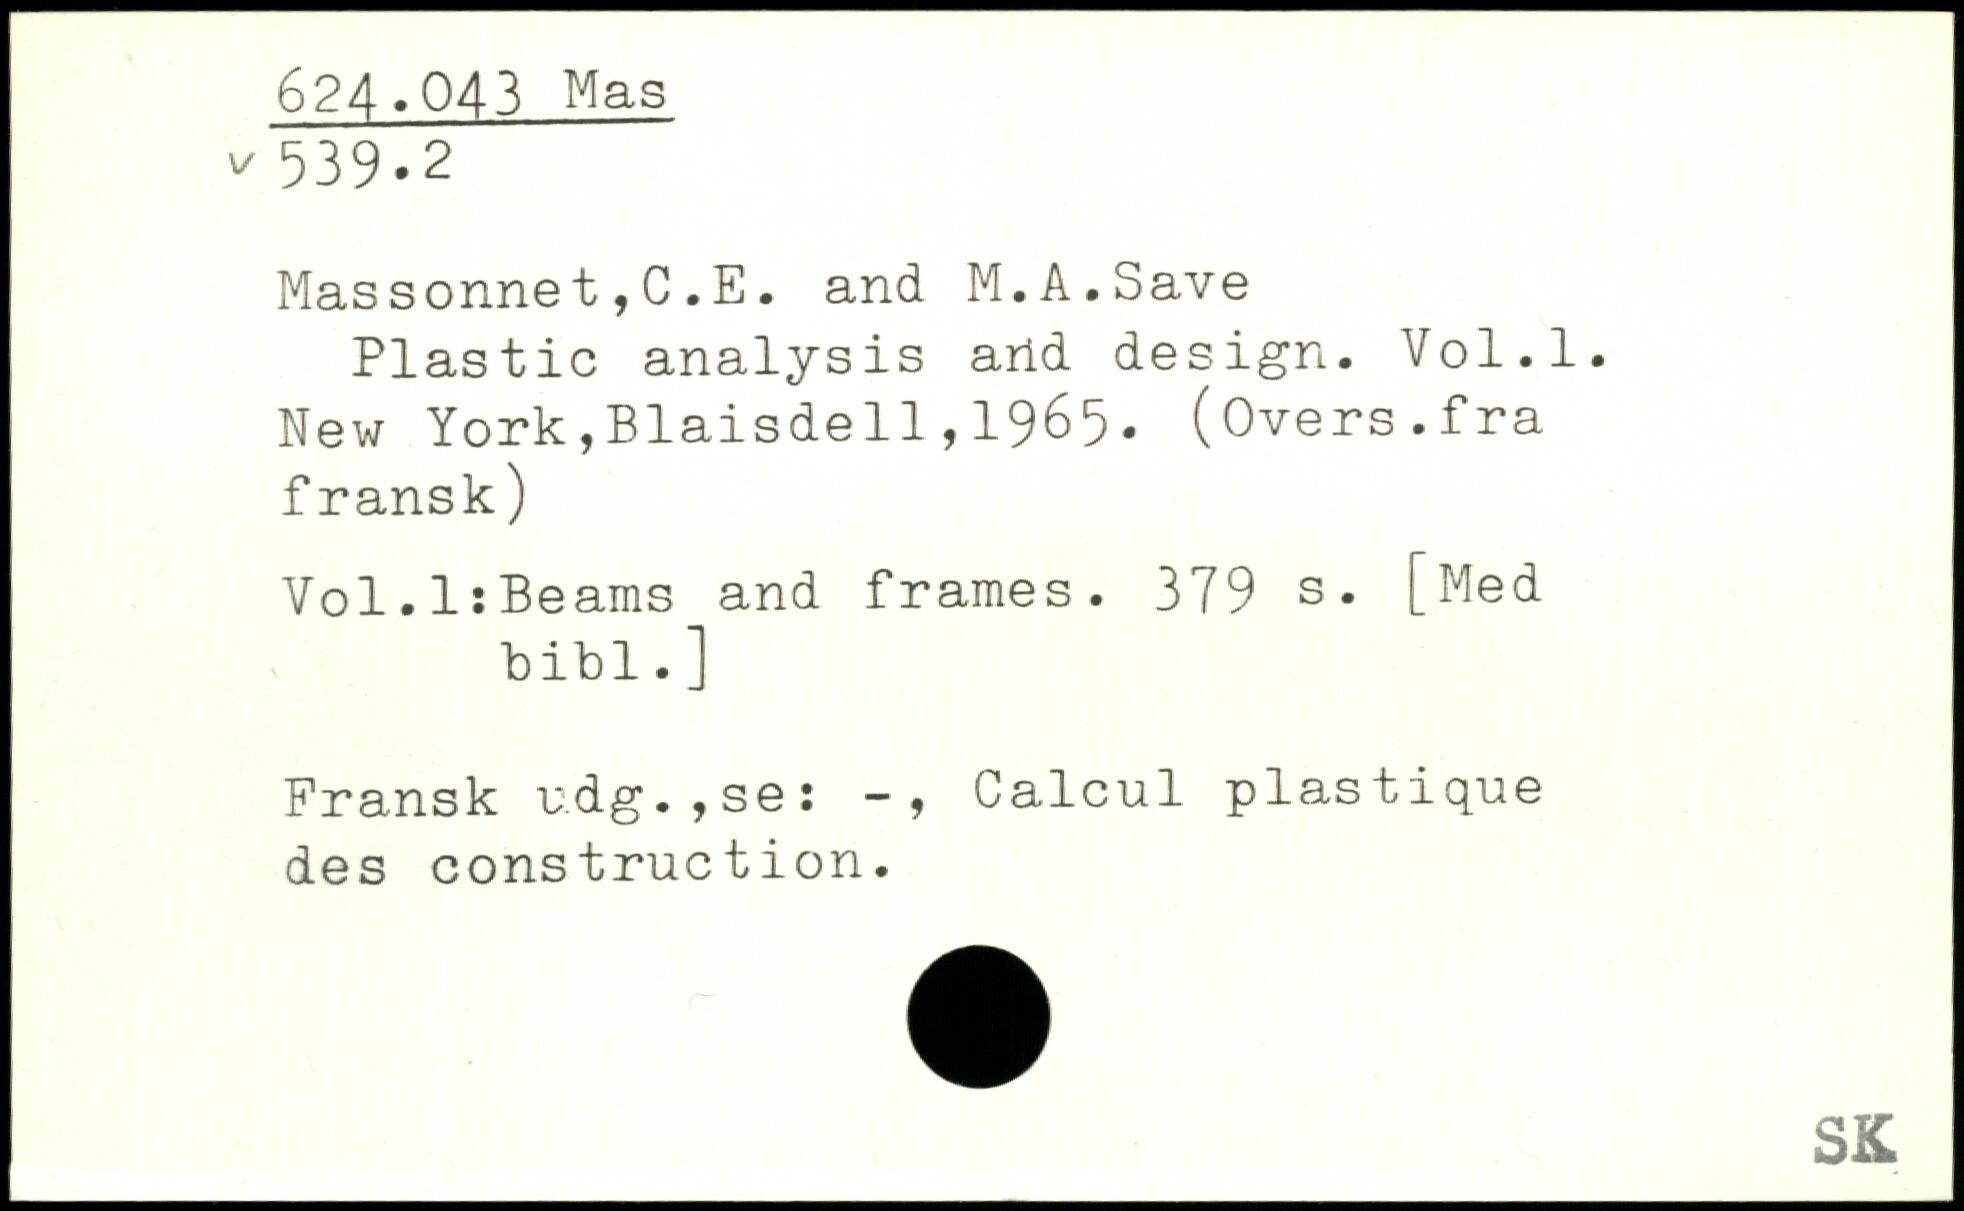 624.043 Mas
v 539.2
Massonnet,C.E. and M.A.Save
Plastic analysis and design. Vol.1.
New York,Blaisdell,1965. (Overs.fra
fransk)
Vol.1:Beams and frames. 379 s. [Med
bibl.]
Fransk udg.,se: -, Calcul plastique
des construction.
SK